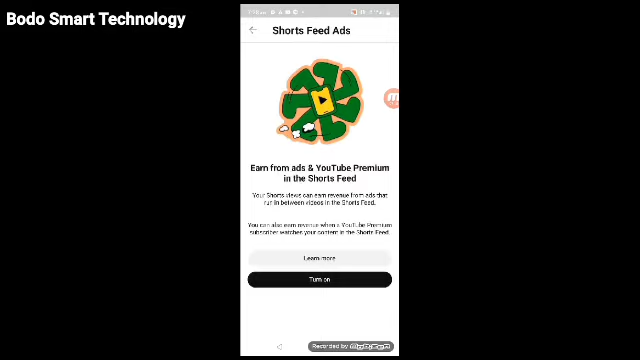 Bodo Smart Technology
Shorts Feed Ads
Earn from ads & YouTube Premium
in the Shorts Feed
Your Shorts views can earn revenue from ads that
run in between videos in the Shorts Feed.
You can also earn revenue when a YouTube Premium
subscriber watches your content in the Shorts Feed.
Learn more
Turn on
Recorded by